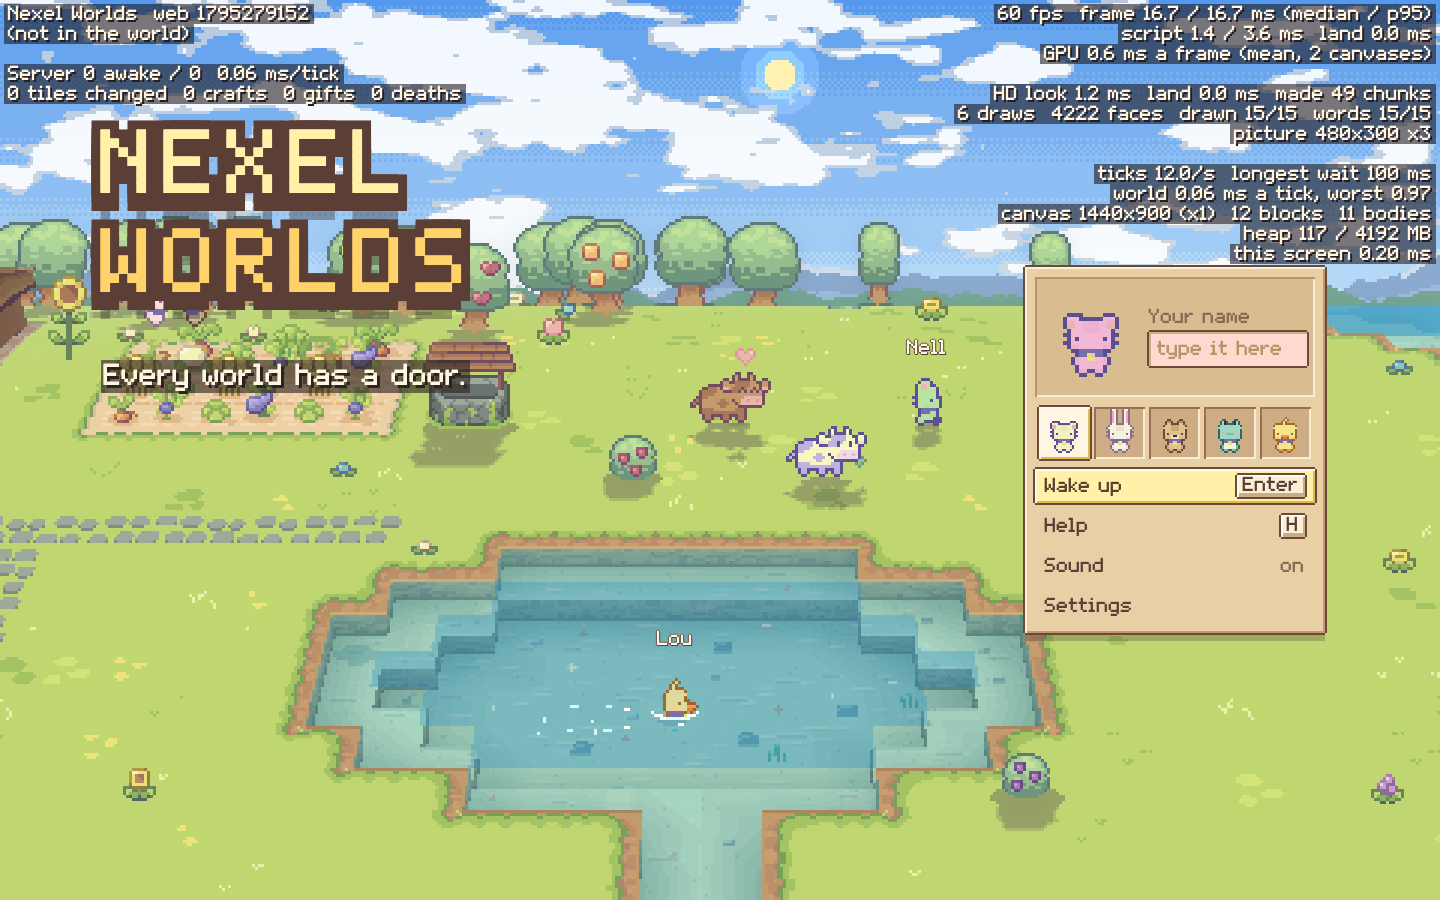 Nexel Worlds  web 1795279152
(not in the world)
Server 0 awake / 0  0.06 ms/tick
0 tiles changed  0 crafts  0 gifts  0 deaths
60 fps  frame 16.7 / 16.7 ms (median / p95)
script 1.4 / 3.6 ms  land 0.0 ms
GPU 0.6 ms a frame (mean, 2 canvases)
HD look 1.2 ms  land 0.0 ms  made 49 chunks
6 draws  4222 faces  drawn 15/15  words 15/15
picture 480x300 x3
ticks 12.0/s  longest wait 100 ms
world 0.06 ms a tick, worst 0.97
canvas 1440x900 (x1)  12 blocks  11 bodies
heap 117 / 4192 MB
this screen 0.20 ms
NEXEL
WORLDS
Every world has a door.
Nell
Lou
Your name
type it here
Wake up Enter
Help H
Sound on
Settings